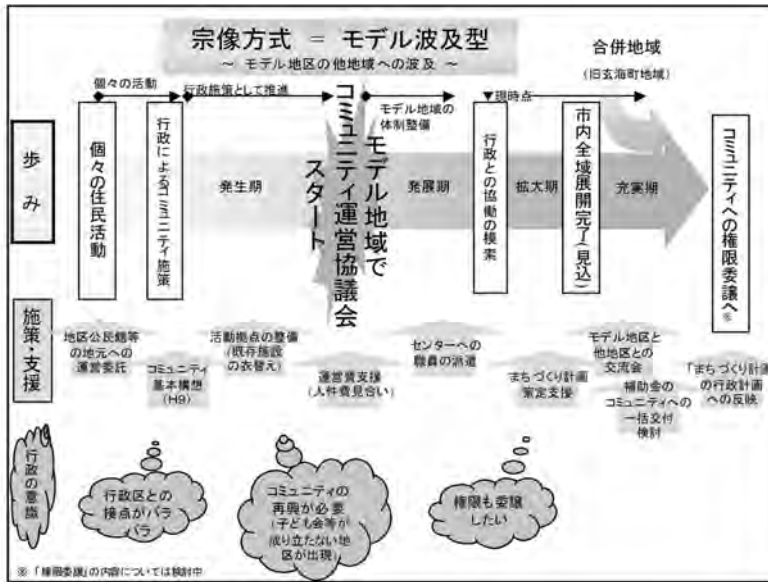 宗像方式 = モデル波及型
~ モデル地区の他地域への波及 ~
合併地域
(旧玄海町地域)
個々の活動
行政施策として推進
モデル地域の
体制整備
現時点
歩み
個々の住民活動
行政によるコミュニティ施策
発生期
モデル地域で
コミュニティ運営協議会
スタート
発展期
行政との協働の模索
拡大期
市内全域展開完了(見込)
充実期
コミュニティへの権限委譲へ※
施策・支援
地区公民館等
の地元への
運営委託
コミュニティ
基本構想
(H9)
活動拠点の整備
(既存施設
の衣替え)
運営費支援
(人件費見合い)
センターへの
職員の派遣
まちづくり計画
策定支援
モデル地区と
他地区との
交流会
補助金の
コミュニティへの
一括交付
検討
「まちづくり計画
の行政計画
への反映
行政の意識
行政区との
接点がバラ
バラ
コミュニティの
再興が必要
(子ども会等が
成り立たない地
区が出現)
権限も委譲
したい
※「権限委譲」の内容については検討中